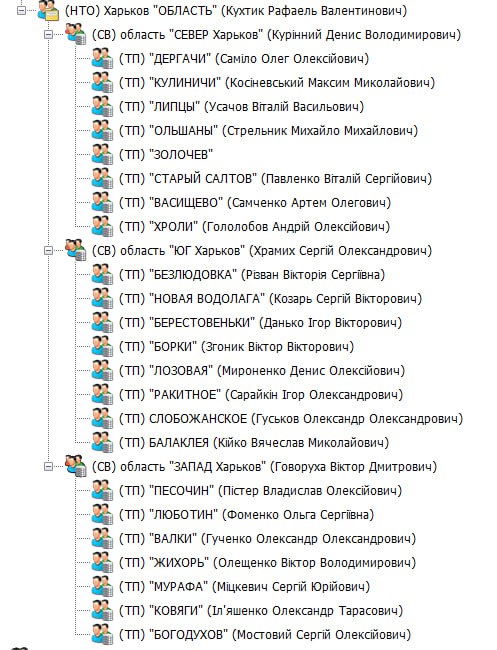 (НТО) Харьков "ОБЛАСТЬ" (Кухтик Рафаель Валентинович)
(СВ) область "СЕВЕР Харьков" (Курінний Денис Володимирович)
(ТП) "ДЕРГАЧИ" (Саміло Олег Олексійович)
(ТП) "КУЛИНИЧИ" (Косіневський Максим Миколайович)
(ТП) "ЛИПЦЫ" (Усачов Віталій Васильович)
(ТП) "ОЛЬШАНЫ" (Стрельник Михайло Михайлович)
(ТП) "ЗОЛОЧЕВ"
(ТП) "СТАРЫЙ САЛТОВ" (Павленко Віталій Сергійович)
(ТП) "ВАСИЩЕВО" (Самченко Артем Олегович)
(ТП) "ХРОЛИ" (Гололобов Андрій Олексійович)
(СВ) область "ЮГ Харьков" (Храмих Сергій Олександрович)
(ТП) "БЕЗЛЮДОВКА" (Різван Вікторія Сергіївна)
(ТП) "НОВАЯ ВОДОЛАГА" (Козарь Сергій Вікторович)
(ТП) "БЕРЕСТОВЕНЬКИ" (Данько Ігор Вікторович)
(ТП) "БОРКИ" (Згоник Віктор Вікторович)
(ТП) "ЛОЗОВАЯ" (Мироненко Денис Олексійович)
(ТП) "РАКИТНОЕ" (Сарайкін Ігор Олександрович)
(ТП) СЛОБОЖАНСКОЕ (Гуськов Олександр Олександрович)
(ТП) БАЛАКЛЕЯ (Кійко Вячеслав Миколайович)
(СВ) область "ЗАПАД Харьков" (Говоруха Віктор Дмитрович)
(ТП) "ПЕСОЧИН" (Пістер Владислав Олексійович)
(ТП) "ЛЮБОТИН" (Фоменко Ольга Сергіївна)
(ТП) "ВАЛКИ" (Гученко Олександр Олександрович)
(ТП) "ЖИХОРЬ" (Олещенко Віктор Володимирович)
(ТП) "МУРАФА" (Міцкевич Сергій Юрійович)
(ТП) "КОВЯГИ" (Іл'яшенко Олександр Тарасович)
(ТП) "БОГОДУХОВ" (Мостовий Сергій Олексійович)